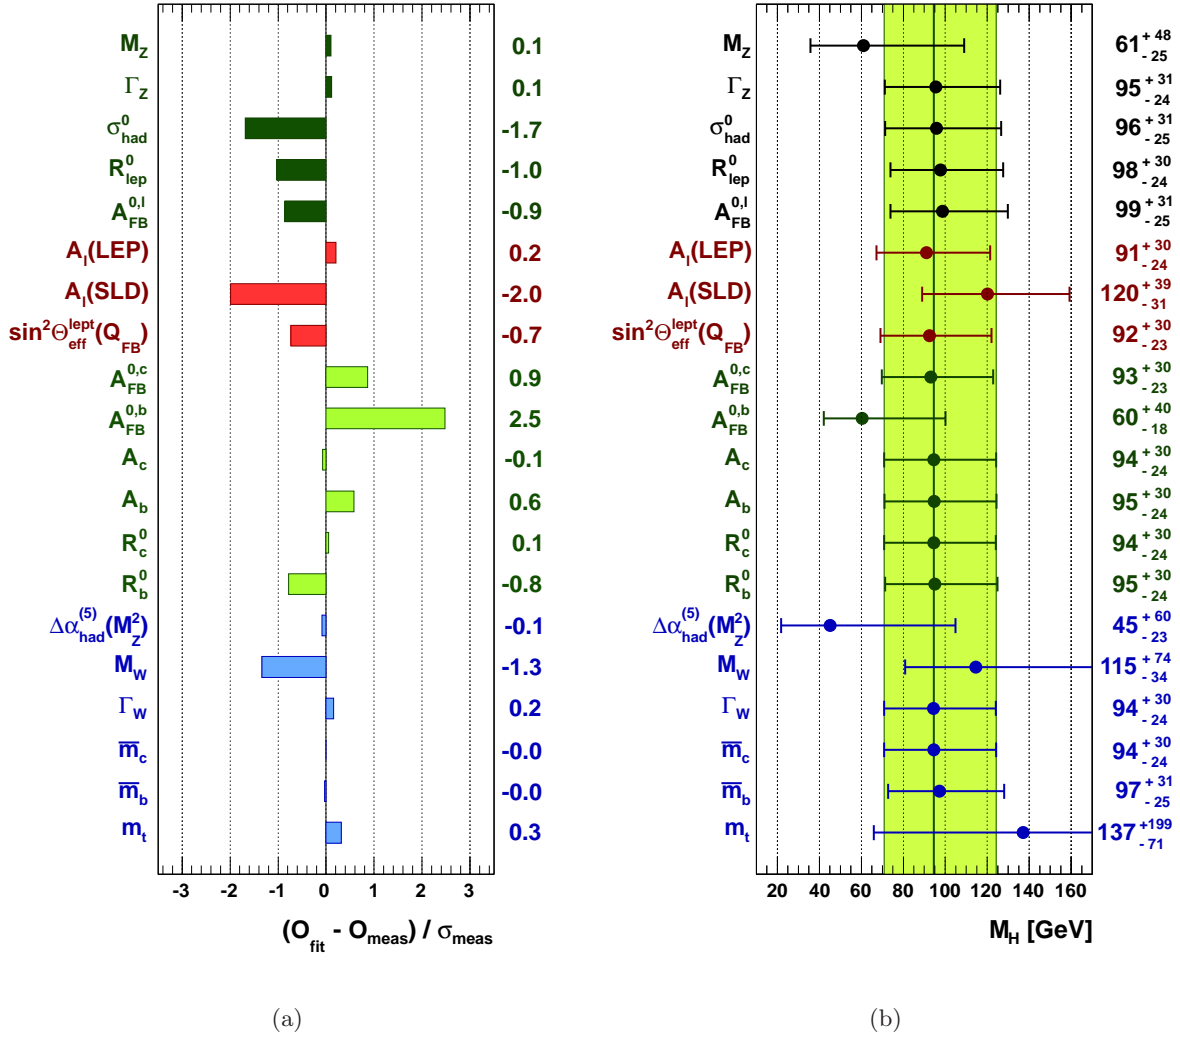 M_Z 0.1
Γ_Z 0.1
σ^0_had -1.7
R^0_lep -1.0
A^0,l_FB -0.9
A_l(LEP) 0.2
A_l(SLD) -2.0
sin²Θ^lept_eff(Q_FB) -0.7
A^0,c_FB 0.9
A^0,b_FB 2.5
A_c -0.1
A_b 0.6
R^0_c 0.1
R^0_b -0.8
Δα^(5)_had(M²_Z) -0.1
M_W -1.3
Γ_W 0.2
m̅_c -0.0
m̅_b -0.0
m_t 0.3
-3 -2 -1 0 1 2 3
(O_fit - O_meas) / σ_meas
(a)
M_Z 61 +48 -25
Γ_Z 95 +31 -24
σ^0_had 96 +31 -25
R^0_lep 98 +30 -24
A^0,l_FB 99 +31 -25
A_l(LEP) 91 +30 -24
A_l(SLD) 120 +39 -31
sin²Θ^lept_eff(Q_FB) 92 +30 -23
A^0,c_FB 93 +30 -23
A^0,b_FB 60 +40 -18
A_c 94 +30 -24
A_b 95 +30 -24
R^0_c 94 +30 -24
R^0_b 95 +30 -24
Δα^(5)_had(M²_Z) 45 +60 -23
M_W 115 +74 -34
Γ_W 94 +30 -24
m̅_c 94 +30 -24
m̅_b 97 +31 -25
m_t 137 +199 -71
20 40 60 80 100 120 140 160
M_H [GeV]
(b)